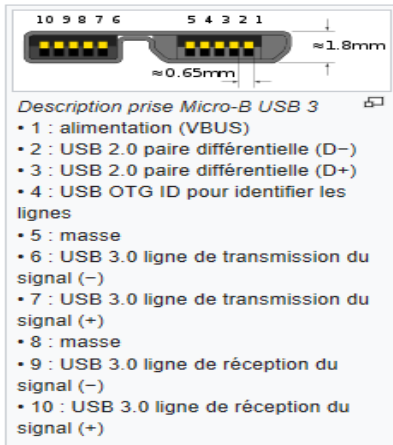 10 9 8 7 6 5 4 3 2 1
≈1.8mm
≈0.65mm
Description prise Micro-B USB 3
• 1 : alimentation (VBUS)
• 2 : USB 2.0 paire différentielle (D−)
• 3 : USB 2.0 paire différentielle (D+)
• 4 : USB OTG ID pour identifier les
lignes
• 5 : masse
• 6 : USB 3.0 ligne de transmission du
signal (−)
• 7 : USB 3.0 ligne de transmission du
signal (+)
• 8 : masse
• 9 : USB 3.0 ligne de réception du
signal (−)
• 10 : USB 3.0 ligne de réception du
signal (+)